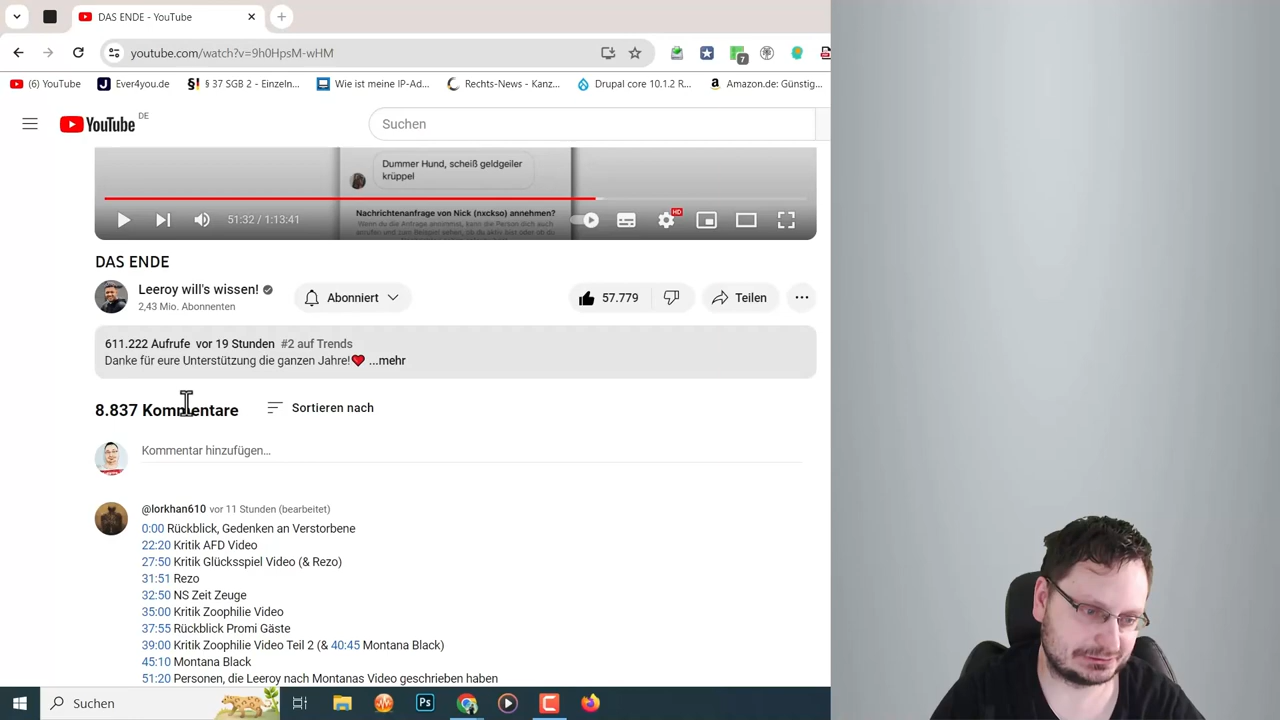 DAS ENDE - YouTube
youtube.com/watch?v=9h0HpsM-wHM
7
(6) YouTube
Ever4you.de
§ 37 SGB 2 - Einzeln...
Wie ist meine IP-Ad...
Rechts-News - Kanz...
Drupal core 10.1.2 R...
Amazon.de: Günstig...
YouTube DE
Suchen
Dummer Hund, scheiß geldgeiler
krüppel
Nachrichtenanfrage von Nick (nxckso) annehmen?
51:32 / 1:13:41
HD
DAS ENDE
Leeroy will's wissen!
2,43 Mio. Abonnenten
Abonniert
57.779
Teilen
611.222 Aufrufe vor 19 Stunden #2 auf Trends
Danke für eure Unterstützung die ganzen Jahre!❤ ...mehr
8.837 Kommentare
Sortieren nach
Kommentar hinzufügen...
@lorkhan610 vor 11 Stunden (bearbeitet)
0:00 Rückblick, Gedenken an Verstorbene
22:20 Kritik AFD Video
27:50 Kritik Glücksspiel Video (& Rezo)
31:51 Rezo
32:50 NS Zeit Zeuge
35:00 Kritik Zoophilie Video
37:55 Rückblick Promi Gäste
39:00 Kritik Zoophilie Video Teil 2 (& 40:45 Montana Black)
45:10 Montana Black
51:20 Personen, die Leeroy nach Montanas Video geschrieben haben
Suchen
Ps